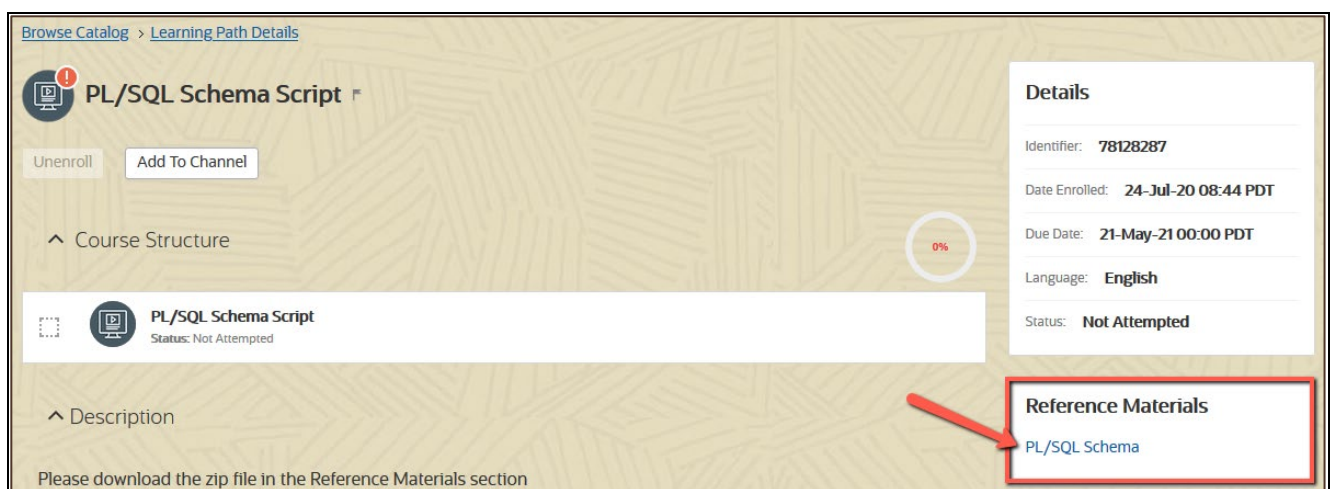 Browse Catalog > Learning Path Details
PL/SQL Schema Script
Unenroll
Add To Channel
Course Structure
0%
PL/SQL Schema Script
Status: Not Attempted
Description
Please download the zip file in the Reference Materials section
Details
Identifier: 78128287
Date Enrolled: 24-Jul-20 08:44 PDT
Due Date: 21-May-21 00:00 PDT
Language: English
Status: Not Attempted
Reference Materials
PL/SQL Schema